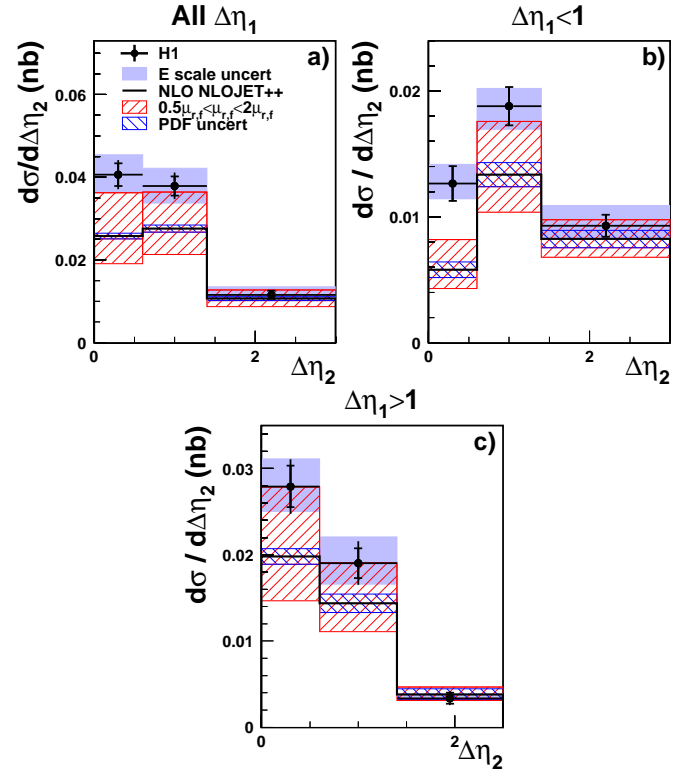 All Δη₁
dσ/dΔη₂ (nb)
0.06
0.04
0.02
0
a)
H1
E scale uncert
NLO NLOJET++
0.5μr,f<μr,f<2μr,f
PDF uncert
0 2
Δη₂
Δη₁<1
dσ / dΔη₂ (nb)
0.02
0.01
0
b)
0 2
Δη₂
Δη₁>1
dσ / dΔη₂ (nb)
0.03
0.02
0.01
0
c)
0 2
Δη₂